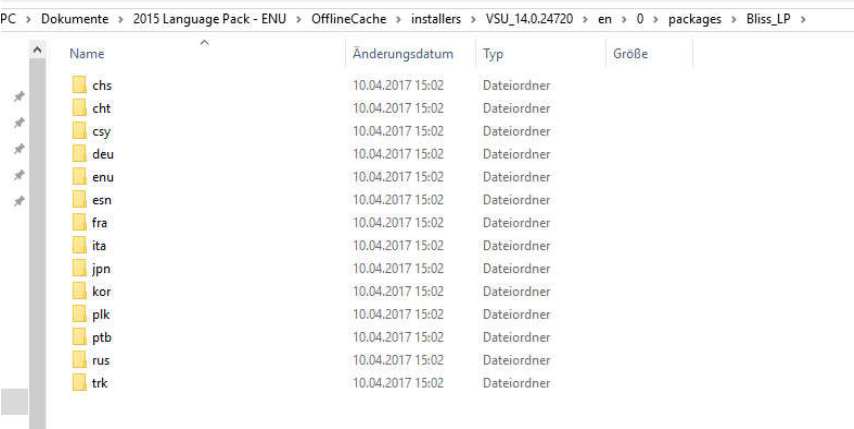 PC > Dokumente > 2015 Language Pack - ENU > OfflineCache > installers > VSU_14.0.24720 > en > 0 > packages > Bliss_LP >
Name Änderungsdatum Typ Größe
chs 10.04.2017 15:02 Dateiordner
cht 10.04.2017 15:02 Dateiordner
csy 10.04.2017 15:02 Dateiordner
deu 10.04.2017 15:02 Dateiordner
enu 10.04.2017 15:02 Dateiordner
esn 10.04.2017 15:02 Dateiordner
fra 10.04.2017 15:02 Dateiordner
ita 10.04.2017 15:02 Dateiordner
jpn 10.04.2017 15:02 Dateiordner
kor 10.04.2017 15:02 Dateiordner
plk 10.04.2017 15:02 Dateiordner
ptb 10.04.2017 15:02 Dateiordner
rus 10.04.2017 15:02 Dateiordner
trk 10.04.2017 15:02 Dateiordner